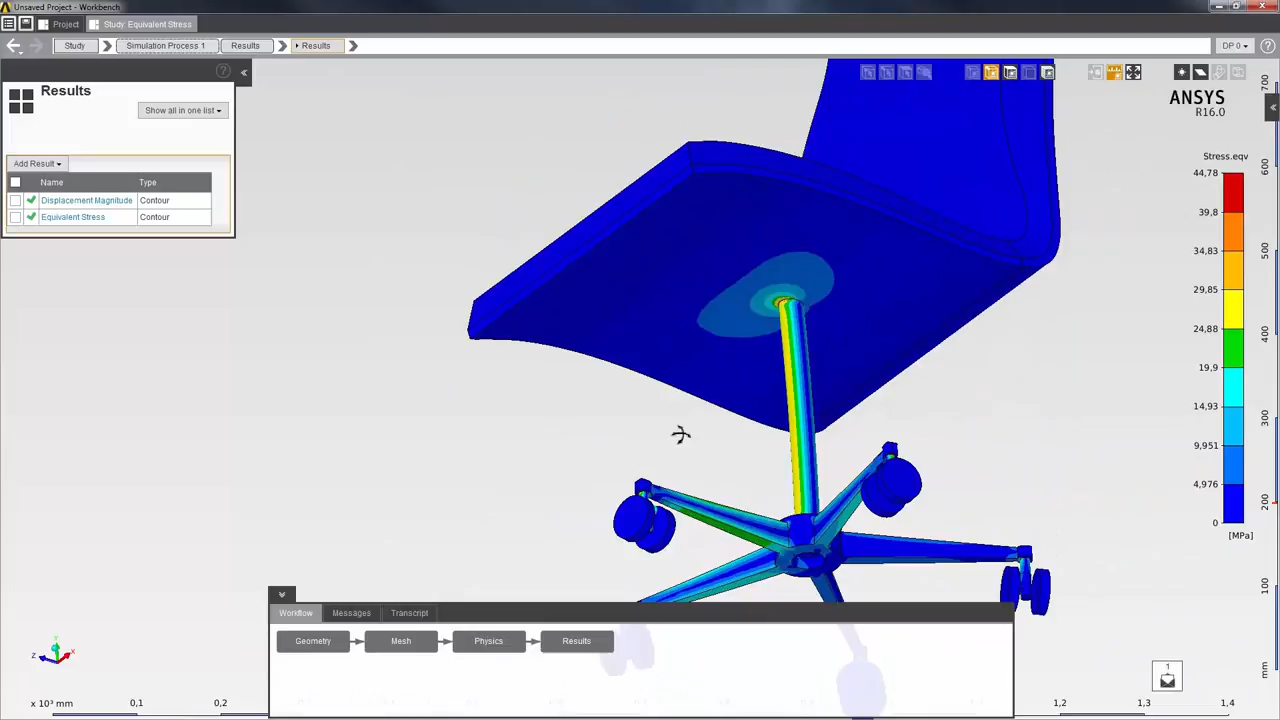 Unsaved Project - Workbench
Project
Study: Equivalent Stress
Study
Simulation Process 1
Results
Results
DP 0
Results
Show all in one list
Add Result
Name Type
Displacement Magnitude Contour
Equivalent Stress Contour
ANSYS
R16.0
Stress.eqv
44,78
39,8
34,83
29,85
24,88
19,9
14,93
9,951
4,976
0
[MPa]
700
600
500
400
300
200
100
mm
Workflow Messages Transcript
Geometry Mesh Physics Results
Y
Z
X
1
x 10³ mm 0,1 0,2 1,2 1,4